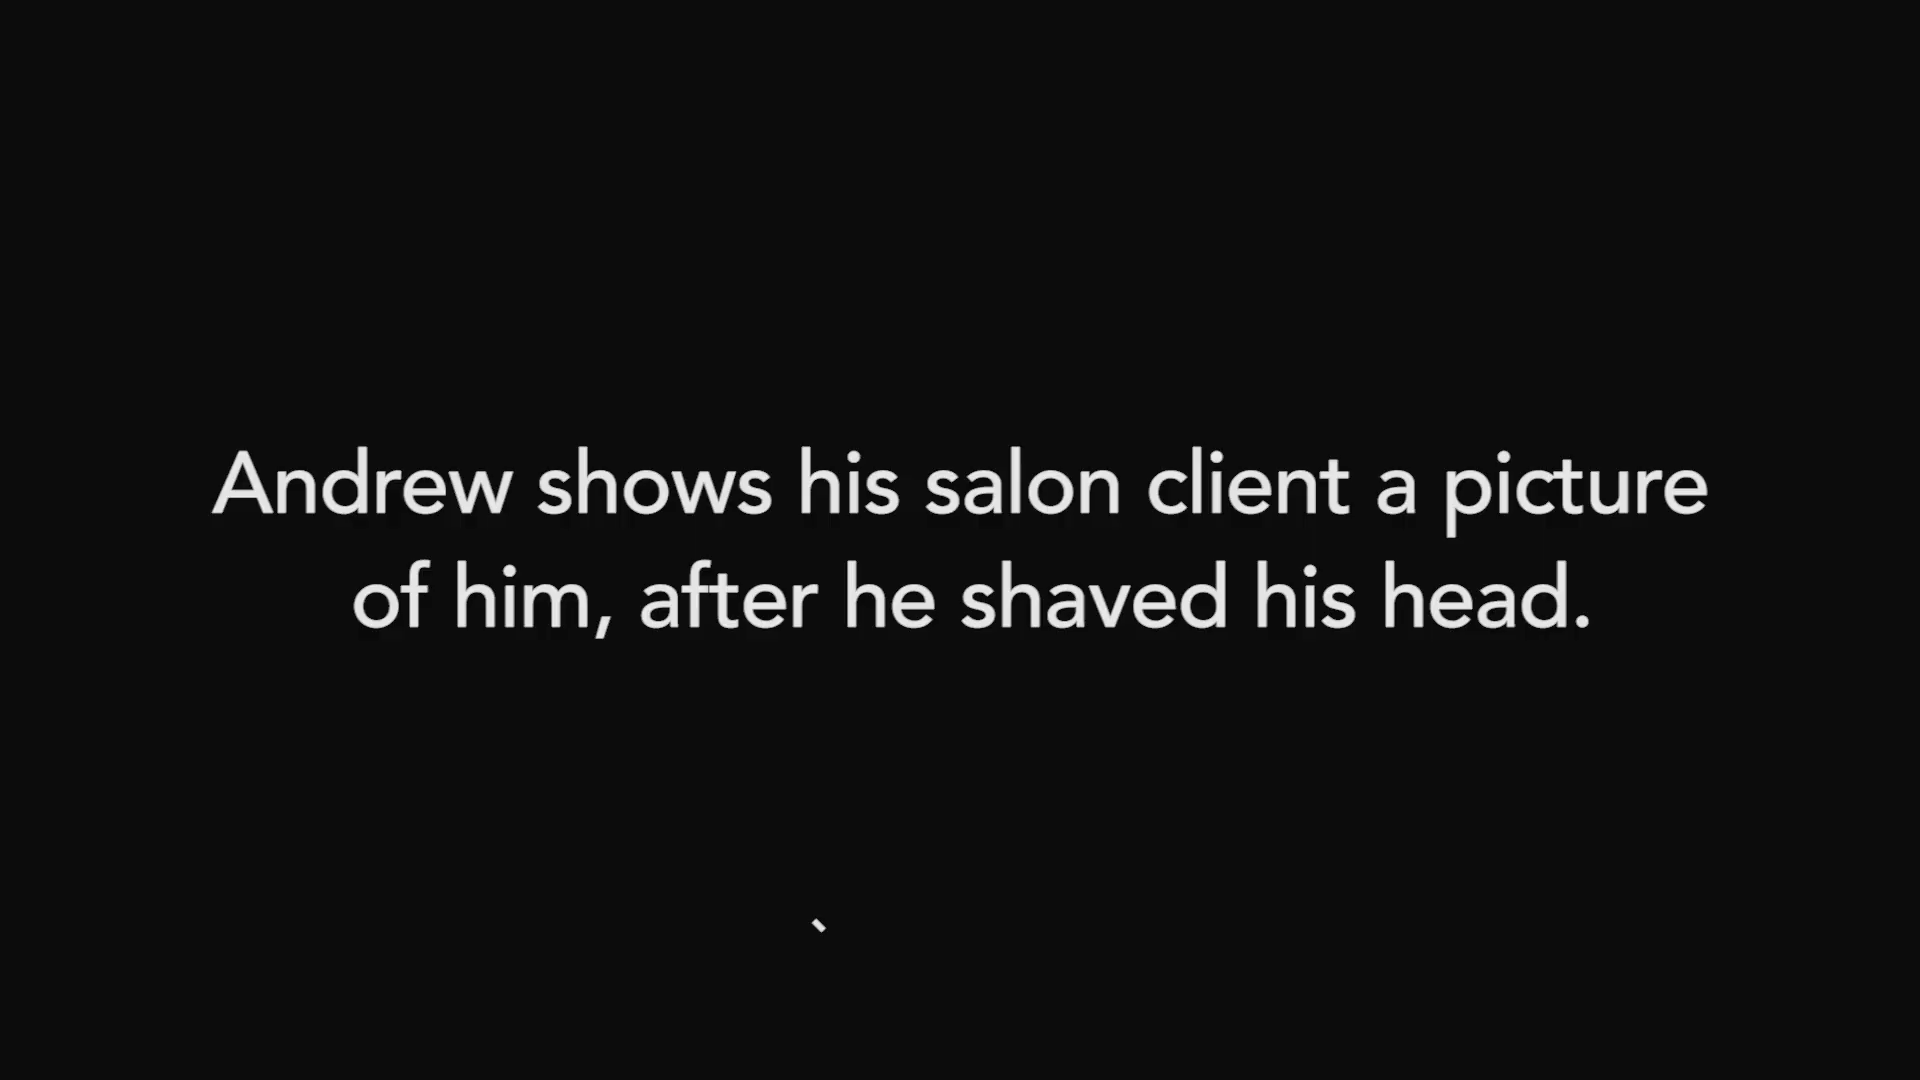 Andrew shows his salon client a picture
of him, after he shaved his head.